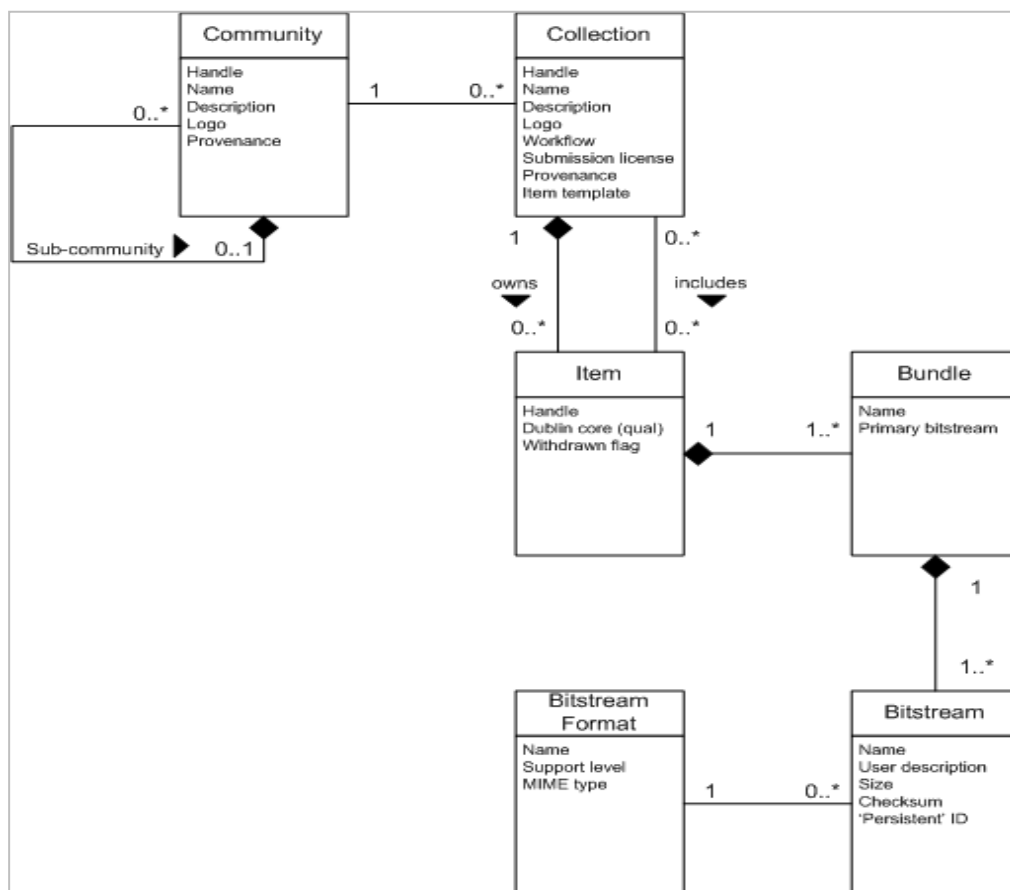 Community
Handle
Name
Description
Logo
Provenance
0..*
Sub-community
0..1
1
0..*
Collection
Handle
Name
Description
Logo
Workflow
Submission license
Provenance
Item template
1
owns
0..*
0..*
includes
0..*
Item
Handle
Dublin core (qual)
Withdrawn flag
1
1..*
Bundle
Name
Primary bitstream
1
1..*
Bitstream
Format
Name
Support level
MIME type
1
0..*
Bitstream
Name
User description
Size
Checksum
'Persistent' ID